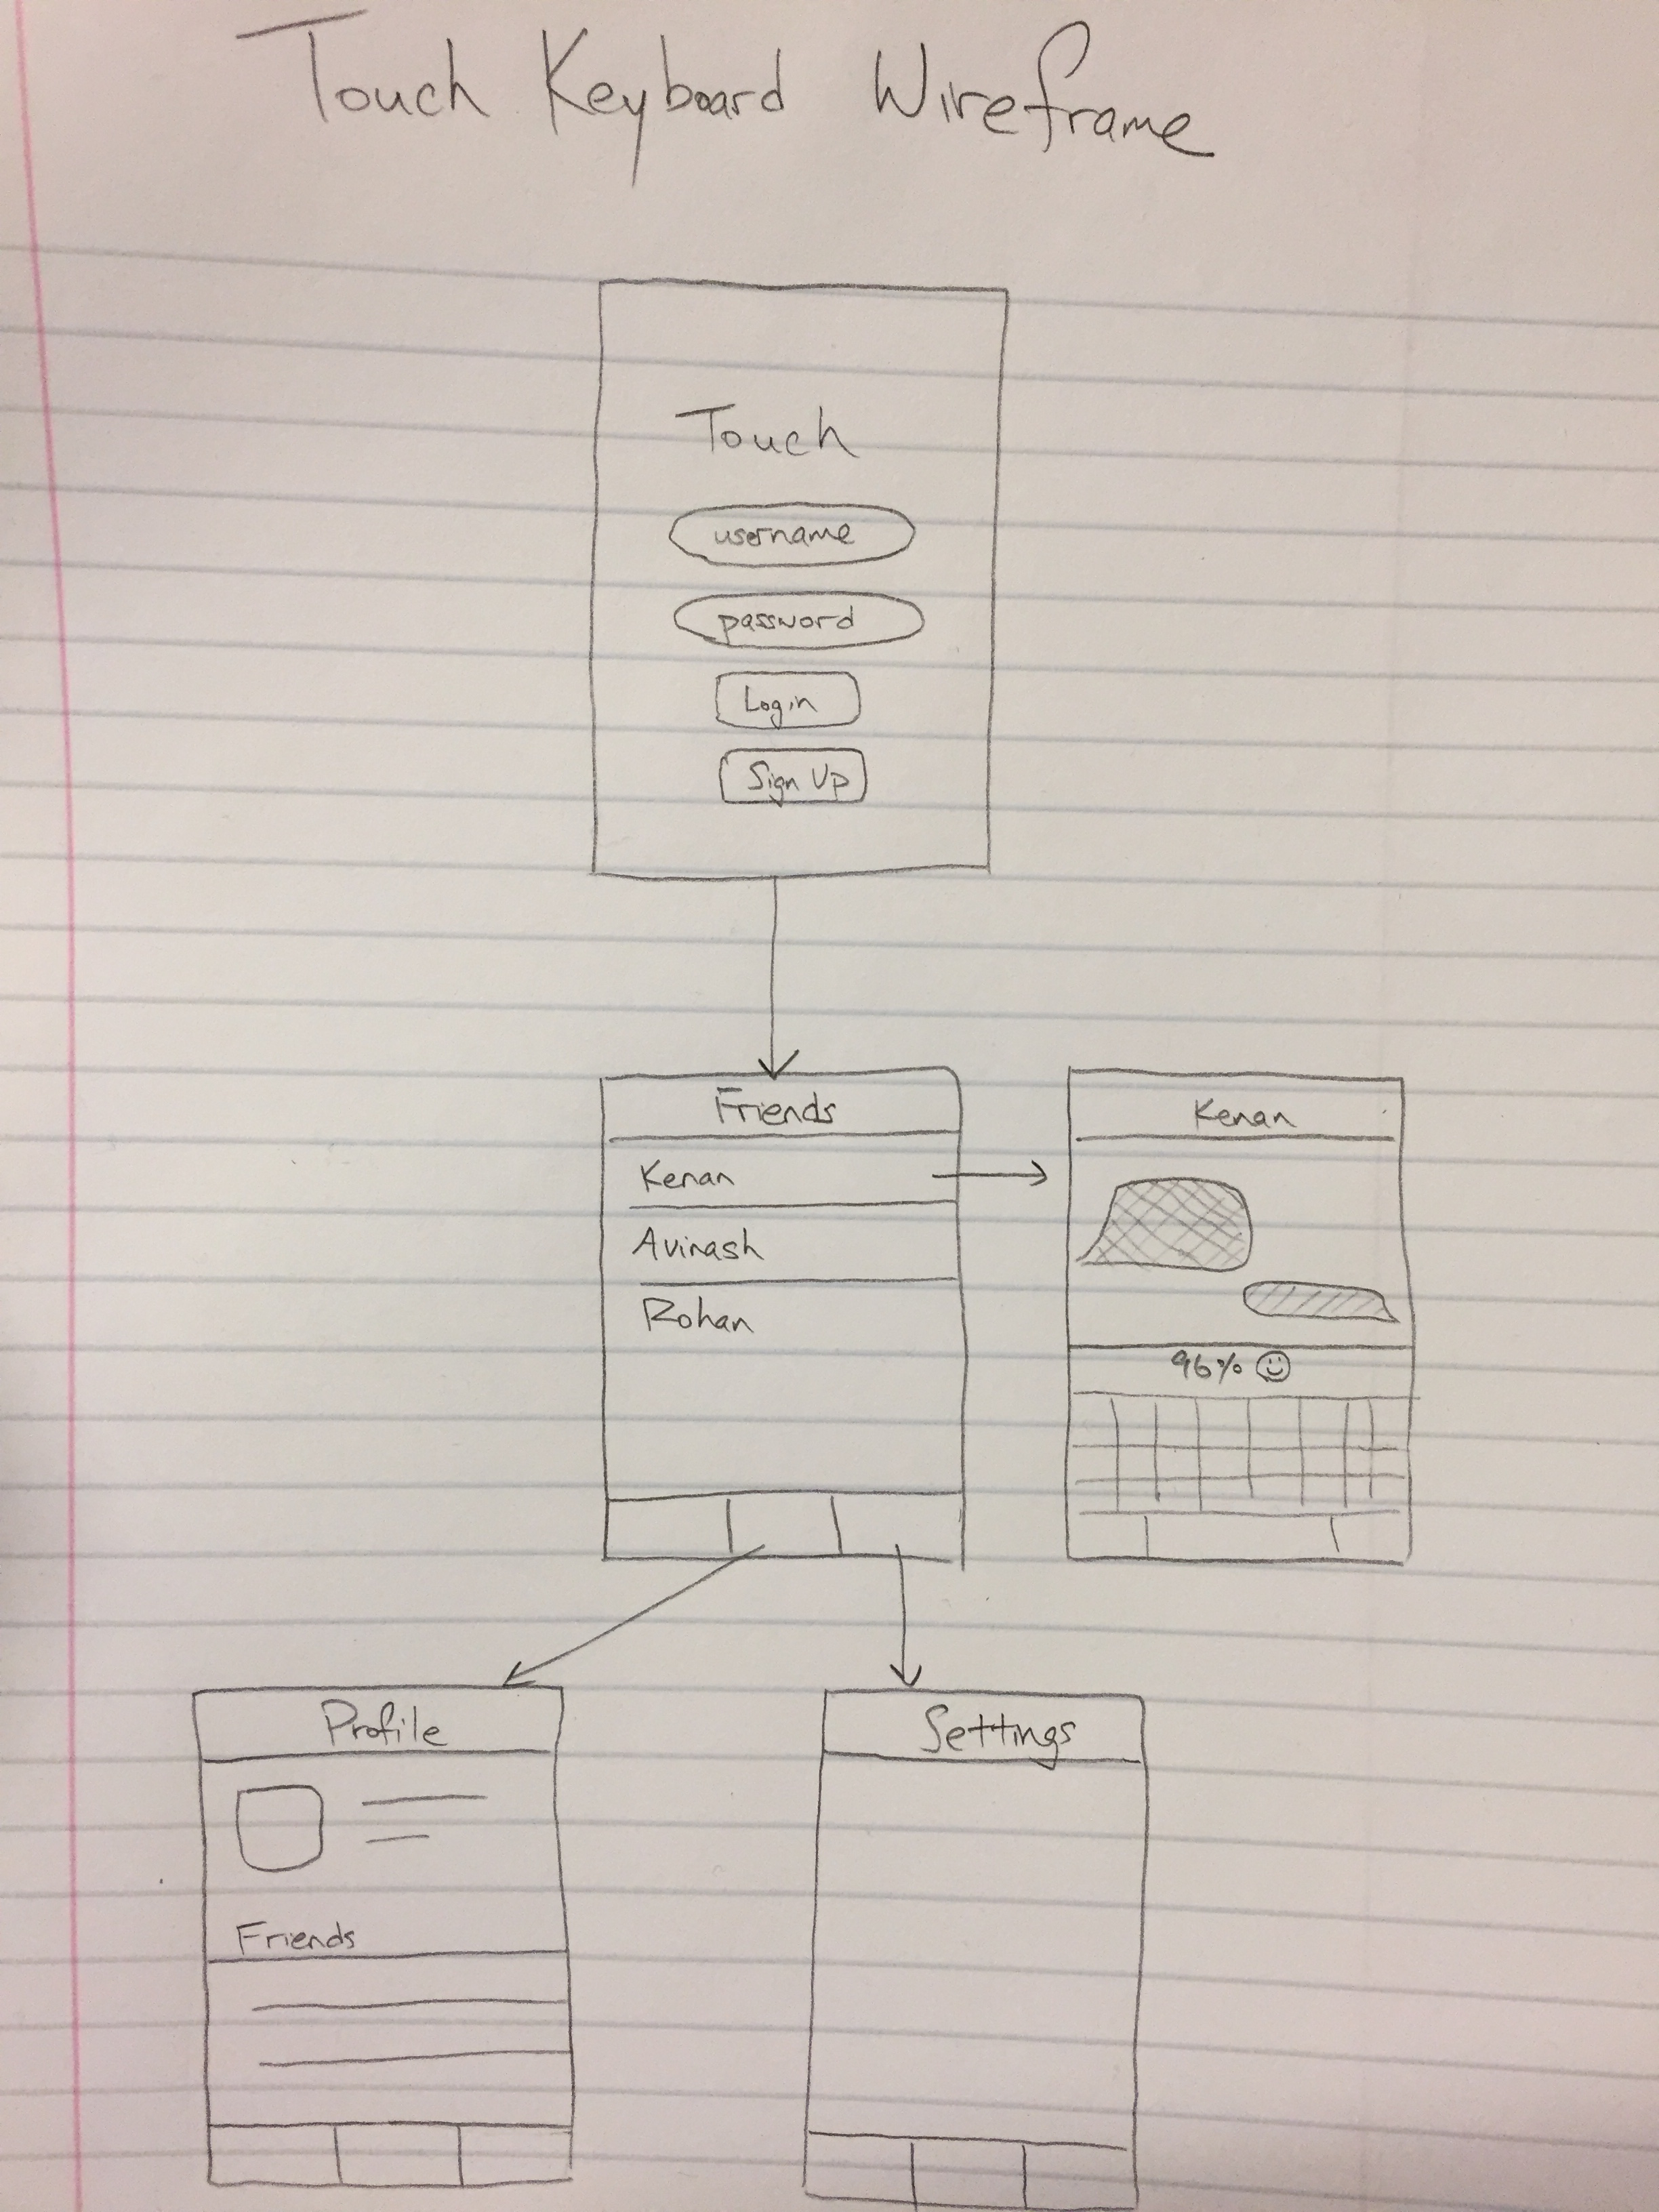 Touch Keyboard Wireframe
Touch
username
password
Login
Sign Up
Friends
Kenan
Avinash
Rohan
Kenan
96% ☺
Profile
Friends
Settings